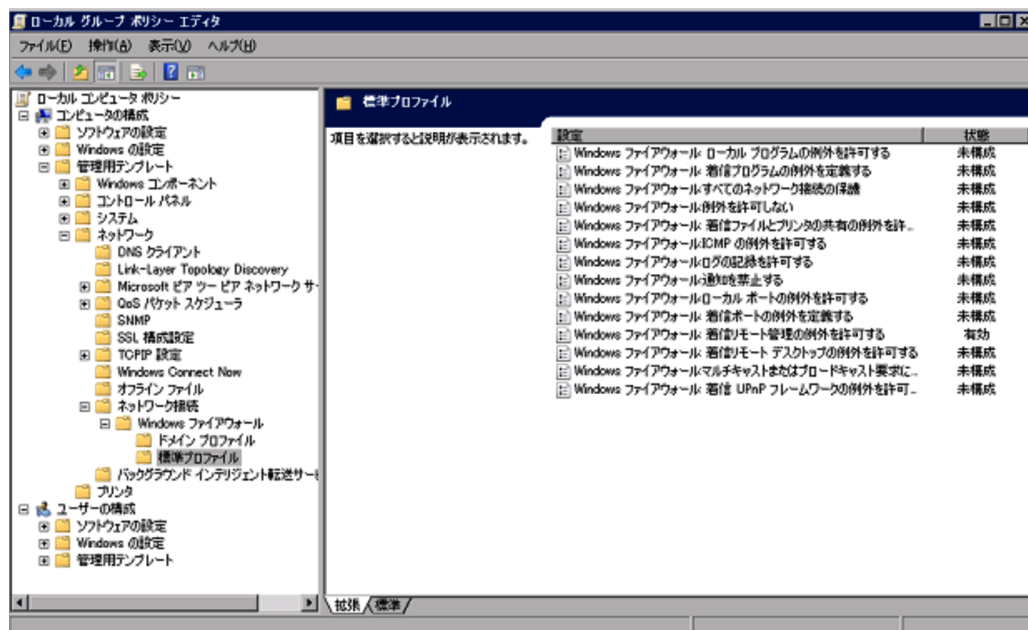 ローカル グループ ポリシー エディタ
ファイル(F) 操作(A) 表示(V) ヘルプ(H)
ローカル コンピュータ ポリシー
コンピュータの構成
ソフトウェアの設定
Windows の設定
管理用テンプレート
Windows コンポーネント
コントロール パネル
システム
ネットワーク
DNS クライアント
Link-Layer Topology Discovery
Microsoft ピア ツー ピア ネットワーク サ
QoS パケット スケジューラ
SNMP
SSL 構成設定
TCPIP 設定
Windows Connect Now
オフライン ファイル
ネットワーク接続
Windows ファイアウォール
ドメイン プロファイル
標準プロファイル
バックグラウンド インテリジェント転送サー
プリンタ
ユーザーの構成
ソフトウェアの設定
Windows の設定
管理用テンプレート
標準プロファイル
項目を選択すると説明が表示されます。
設定 状態
Windows ファイアウォール: ローカル プログラムの例外を許可する 未構成
Windows ファイアウォール: 着信プログラムの例外を定義する 未構成
Windows ファイアウォール:すべてのネットワーク接続の保護 未構成
Windows ファイアウォール:例外を許可しない 未構成
Windows ファイアウォール: 着信ファイルとプリンタの共有の例外を許... 未構成
Windows ファイアウォール:ICMP の例外を許可する 未構成
Windows ファイアウォール:ログの記録を許可する 未構成
Windows ファイアウォール:通知を禁止する 未構成
Windows ファイアウォール:ローカル ポートの例外を許可する 未構成
Windows ファイアウォール: 着信ポートの例外を定義する 未構成
Windows ファイアウォール: 着信リモート管理の例外を許可する 有効
Windows ファイアウォール: 着信リモート デスクトップの例外を許可する 未構成
Windows ファイアウォール:マルチキャストまたはブロードキャスト要求に... 未構成
Windows ファイアウォール: 着信 UPnP フレームワークの例外を許可... 未構成
拡張 標準